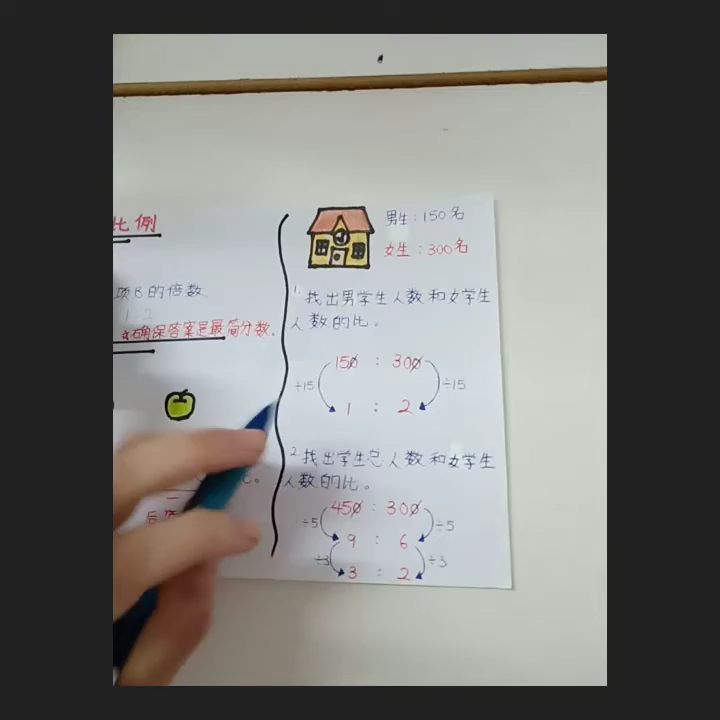 比例
项B的倍数
1 2
☆确保答案是最简分数。
后项
男生:150名
女生:300名
1 找出男学生人数和女学生
人数的比。
150 : 300
÷15 ÷15
1 : 2
2 找出学生总人数和女学生
人数的比。
450 : 300
÷5 ÷5
9 : 6
÷3 ÷3
3 : 2